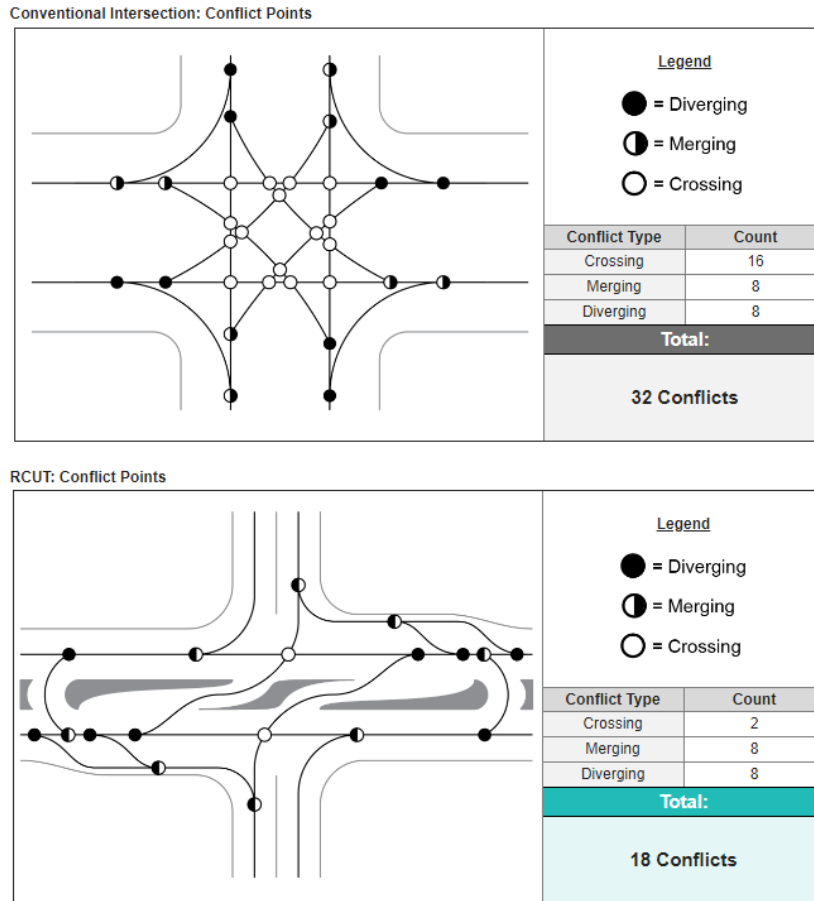 Conventional Intersection: Conflict Points
Legend
= Diverging
= Merging
= Crossing
Conflict Type Count
Crossing 16
Merging 8
Diverging 8
Total:
32 Conflicts
RCUT: Conflict Points
Legend
= Diverging
= Merging
= Crossing
Conflict Type Count
Crossing 2
Merging 8
Diverging 8
Total:
18 Conflicts